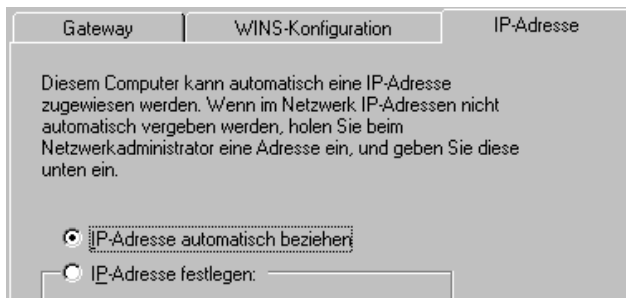 Gateway WINS-Konfiguration IP-Adresse
Diesem Computer kann automatisch eine IP-Adresse
zugewiesen werden. Wenn im Netzwerk IP-Adressen nicht
automatisch vergeben werden, holen Sie beim
Netzwerkadministrator eine Adresse ein, und geben Sie diese
unten ein.
IP-Adresse automatisch beziehen
IP-Adresse festlegen: